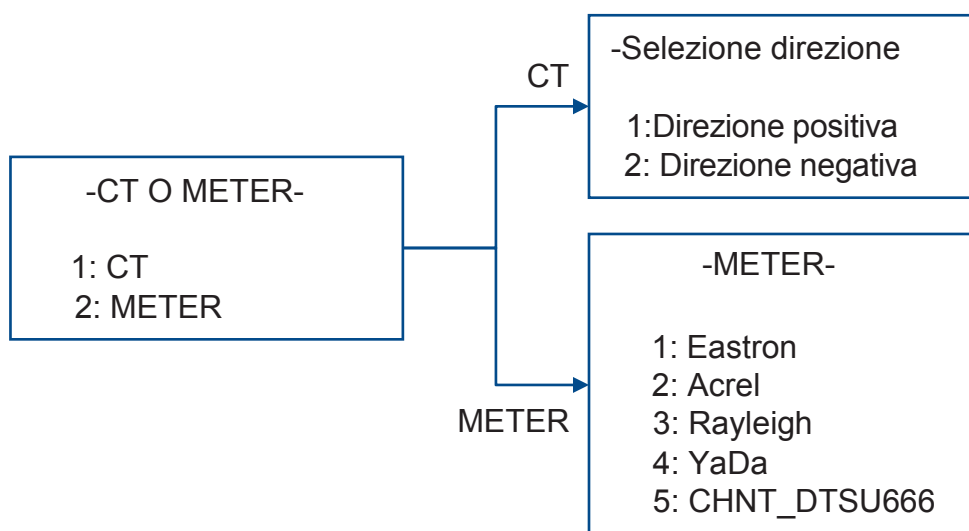 -CT O METER-
1: CT
2: METER
CT
-Selezione direzione
1:Direzione positiva
2: Direzione negativa
METER
-METER-
1: Eastron
2: Acrel
3: Rayleigh
4: YaDa
5: CHNT_DTSU666